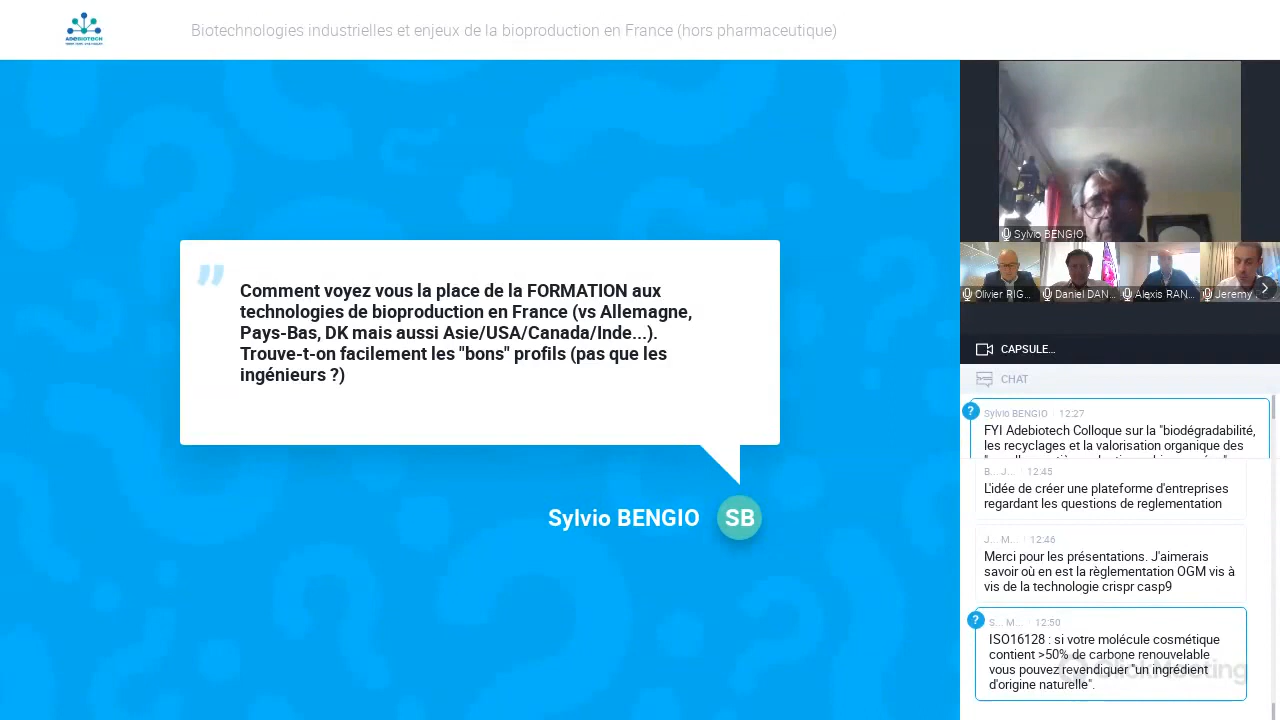 ADEBIOTECH
Biotechnologies industrielles et enjeux de la bioproduction en France (hors pharmaceutique)
"
Comment voyez vous la place de la FORMATION aux
technologies de bioproduction en France (vs Allemagne,
Pays-Bas, DK mais aussi Asie/USA/Canada/Inde...).
Trouve-t-on facilement les "bons" profils (pas que les
ingénieurs ?)
Sylvio BENGIO
SB
Sylvio BENGIO
Olivier RIG...
Daniel DAN...
Alexis RAN...
Jeremy
CAPSULE...
CHAT
?
Sylvio BENGIO 12:27
FYI Adebiotech Colloque sur la "biodégradabilité,
les recyclages et la valorisation organique des
B... J... 12:45
L'idée de créer une plateforme d'entreprises
regardant les questions de reglementation
J... M... 12:46
Merci pour les présentations. J'aimerais
savoir où en est la règlementation OGM vis à
vis de la technologie crispr casp9
?
S... M... 12:50
ISO16128 : si votre molécule cosmétique
contient >50% de carbone renouvelable
vous pouvez revendiquer "un ingrédient
d'origine naturelle".
ClickMeeting